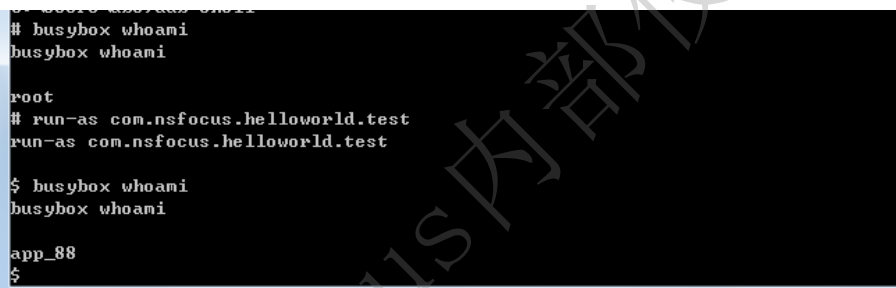 # busybox whoami
busybox whoami
root
# run-as com.nsfocus.helloworld.test
run-as com.nsfocus.helloworld.test
$ busybox whoami
busybox whoami
app_88
$
us内部使